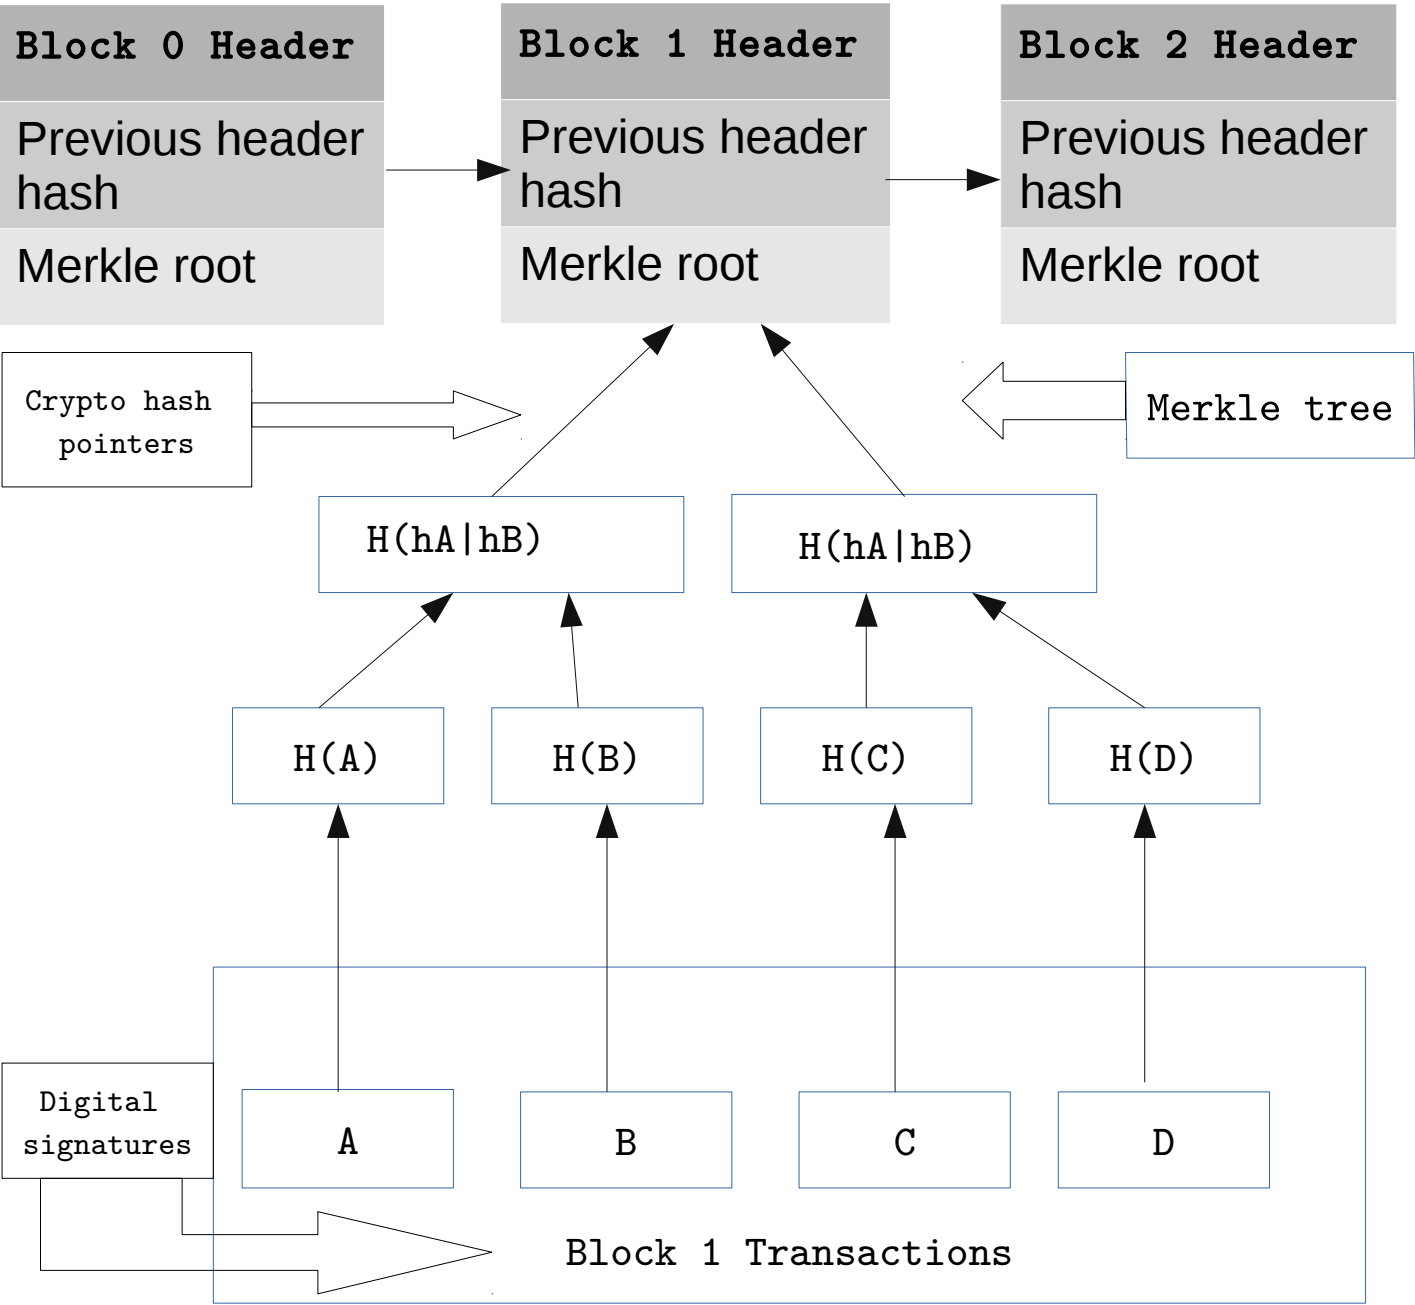 Block 0 Header
Block 1 Header
Block 2 Header
Previous header
hash
Previous header
hash
Previous header
hash
Merkle root
Merkle root
Merkle root
Crypto hash
pointers
Merkle tree
H(hA|hB)
H(hA|hB)
H(A)
H(B)
H(C)
H(D)
Digital
signatures
A
B
C
D
Block 1 Transactions